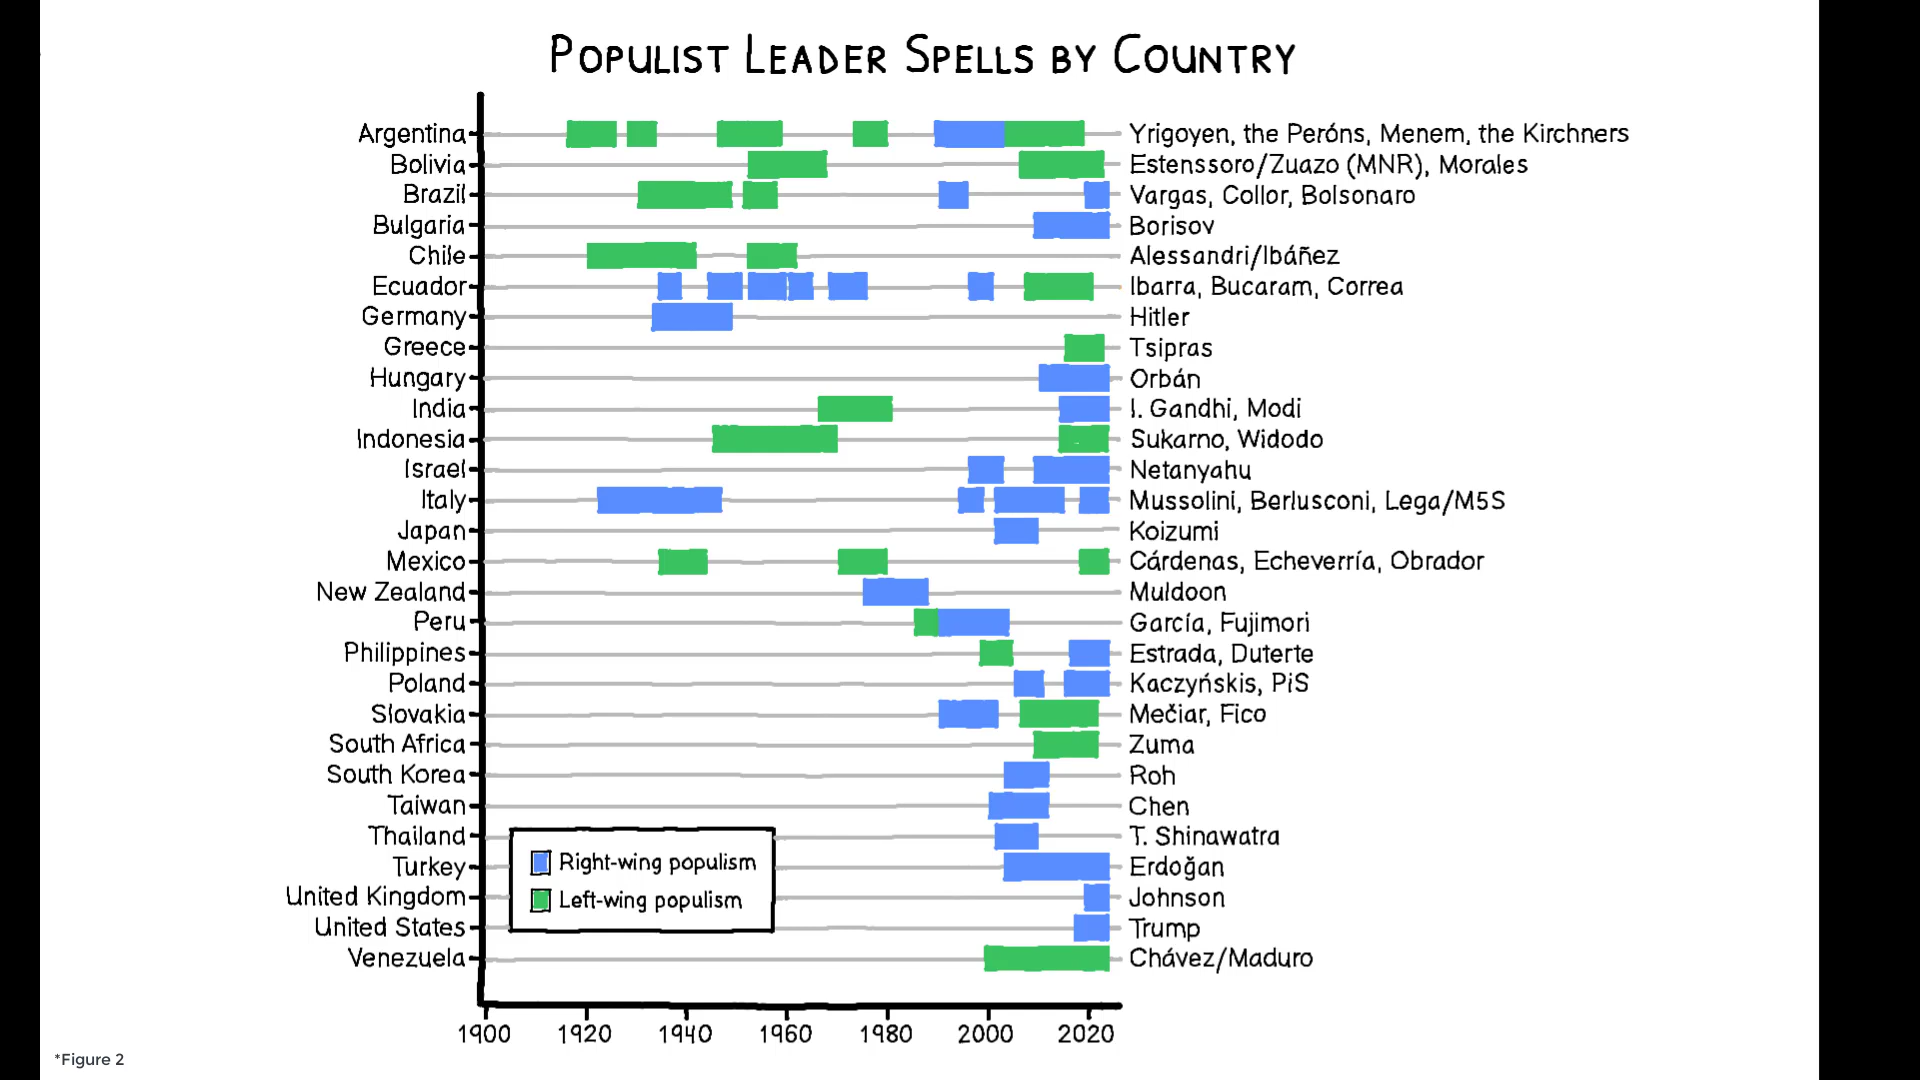 Populist Leader Spells by Country
Argentina Yrigoyen, the Peróns, Menem, the Kirchners
Bolivia Estenssoro/Zuazo (MNR), Morales
Brazil Vargas, Collor, Bolsonaro
Bulgaria Borisov
Chile Alessandri/Ibáñez
Ecuador Ibarra, Bucaram, Correa
Germany Hitler
Greece Tsipras
Hungary Orbán
India I. Gandhi, Modi
Indonesia Sukarno, Widodo
Israel Netanyahu
Italy Mussolini, Berlusconi, Lega/M5S
Japan Koizumi
Mexico Cárdenas, Echeverría, Obrador
New Zealand Muldoon
Peru García, Fujimori
Philippines Estrada, Duterte
Poland Kaczyńskis, PiS
Slovakia Mečiar, Fico
South Africa Zuma
South Korea Roh
Taiwan Chen
Thailand T. Shinawatra
Turkey Erdoğan
United Kingdom Johnson
United States Trump
Venezuela Chávez/Maduro
Right-wing populism
Left-wing populism
1900 1920 1940 1960 1980 2000 2020
*Figure 2